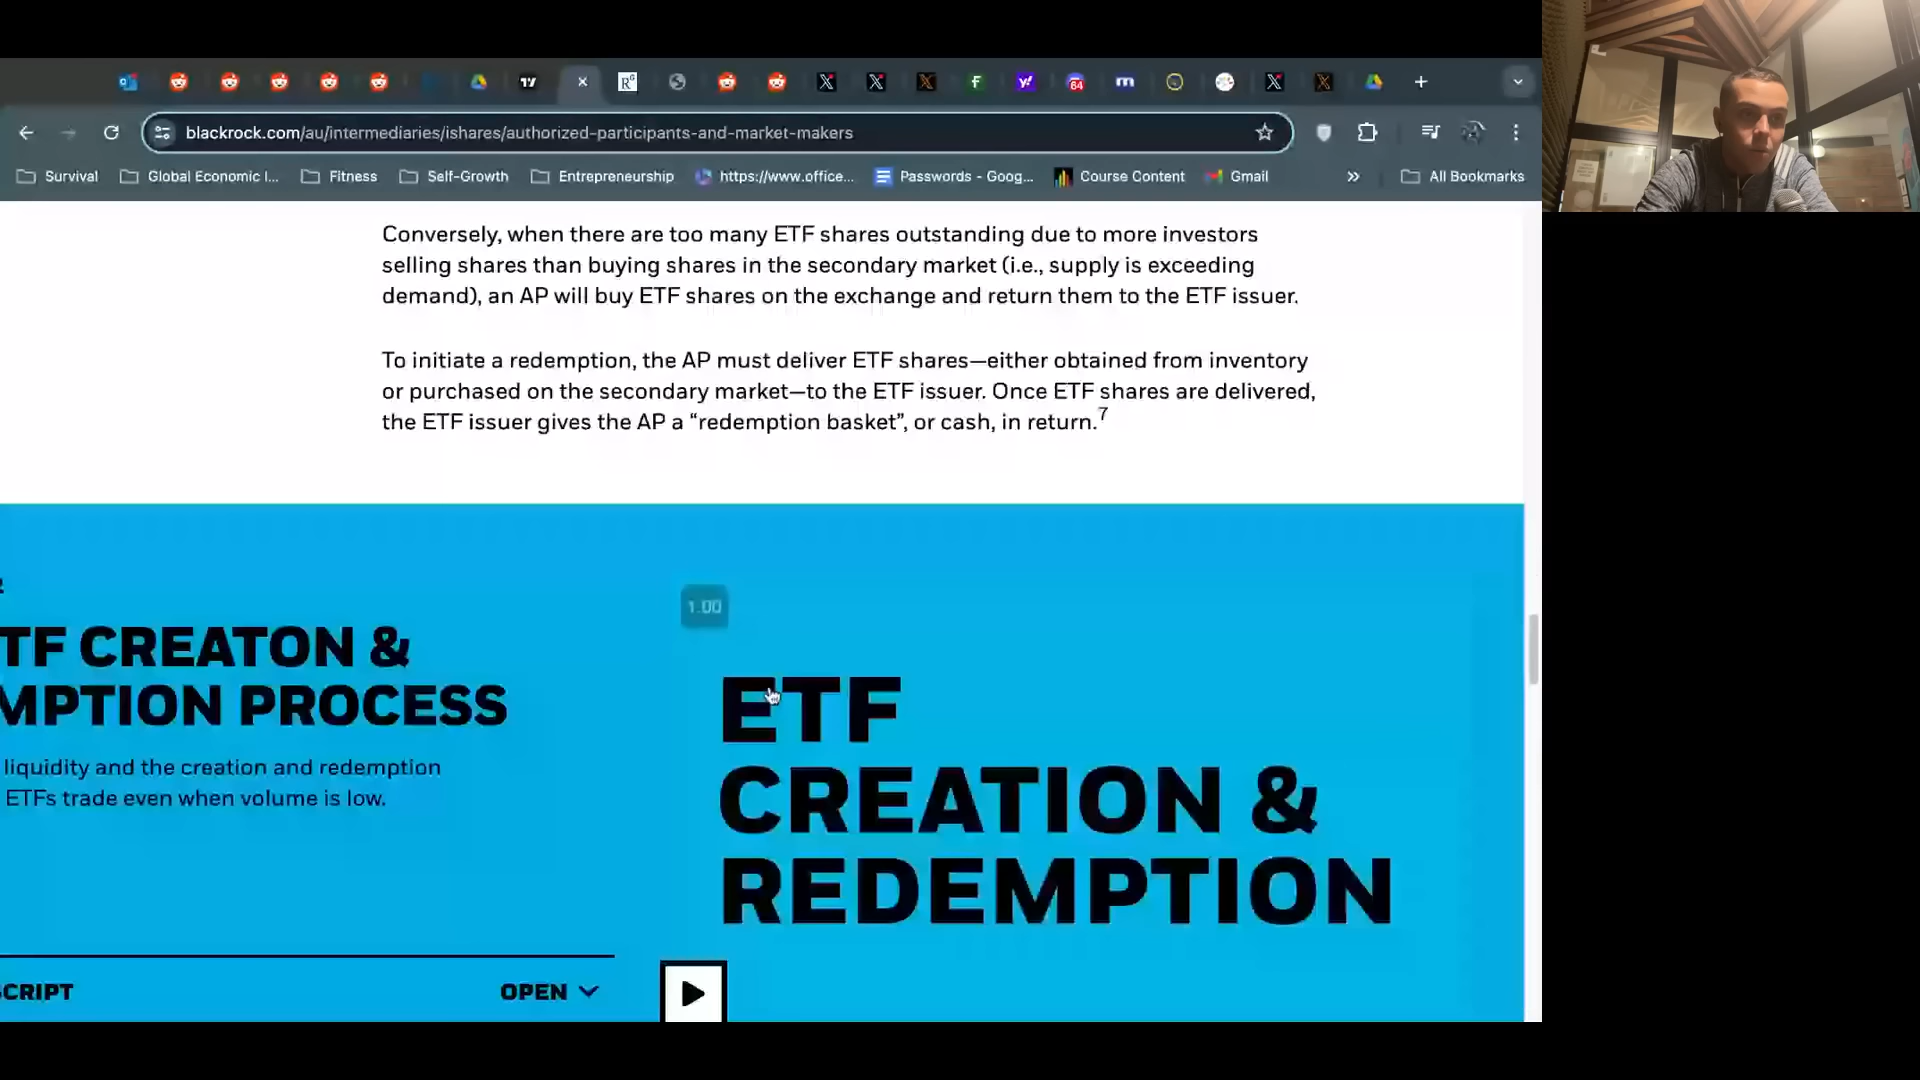 blackrock.com/au/intermediaries/ishares/authorized-participants-and-market-makers
Survival
Global Economic I...
Fitness
Self-Growth
Entrepreneurship
https://www.office...
Passwords - Goog...
Course Content
Gmail
»
All Bookmarks
Conversely, when there are too many ETF shares outstanding due to more investors
selling shares than buying shares in the secondary market (i.e., supply is exceeding
demand), an AP will buy ETF shares on the exchange and return them to the ETF issuer.
To initiate a redemption, the AP must deliver ETF shares—either obtained from inventory
or purchased on the secondary market—to the ETF issuer. Once ETF shares are delivered,
the ETF issuer gives the AP a “redemption basket”, or cash, in return.7
TF CREATON &
MPTION PROCESS
liquidity and the creation and redemption
ETFs trade even when volume is low.
SCRIPT
OPEN
1.00
ETF
CREATION &
REDEMPTION